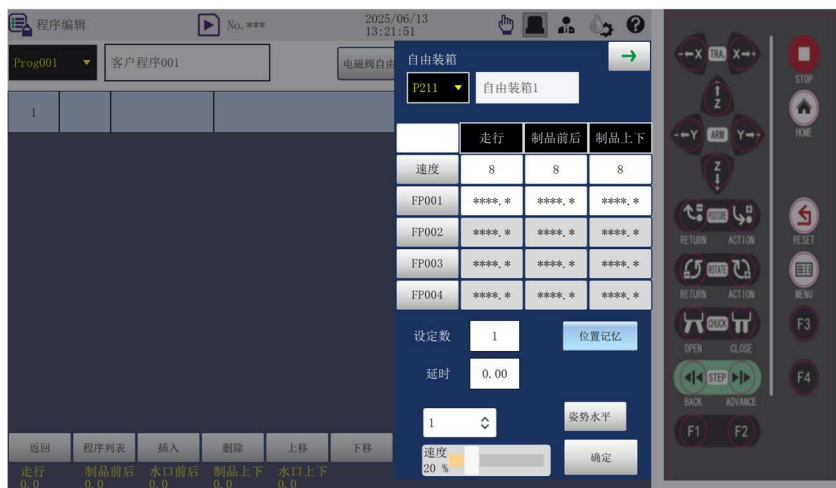 程序编辑
No. ***
2025/06/13
13:21:51
Prog001
客户程序001
电磁阀自由
1
自由装箱
P211
自由装箱1
走行 制品前后 制品上下
速度 8 8 8
FP001 ****.* ****.* ****.*
FP002 ****.* ****.* ****.*
FP003 ****.* ****.* ****.*
FP004 ****.* ****.* ****.*
设定数 1 位置记忆
延时 0.00
1 姿势水平
速度
20 %
确定
返回 程序列表 插入 删除 上移 下移
走行 制品前后 水口前后 制品上下 水口上下
0.0 0.0 0.0 0.0 0.0
X TRA. X
STOP
Z
HOME
Y ARM Y
Z
POSTURE
RETURN ACTION RESET
ROTATE
RETURN ACTION MENU
CHUCK F3
OPEN CLOSE
STEP F4
BACK ADVANCE
F1 F2